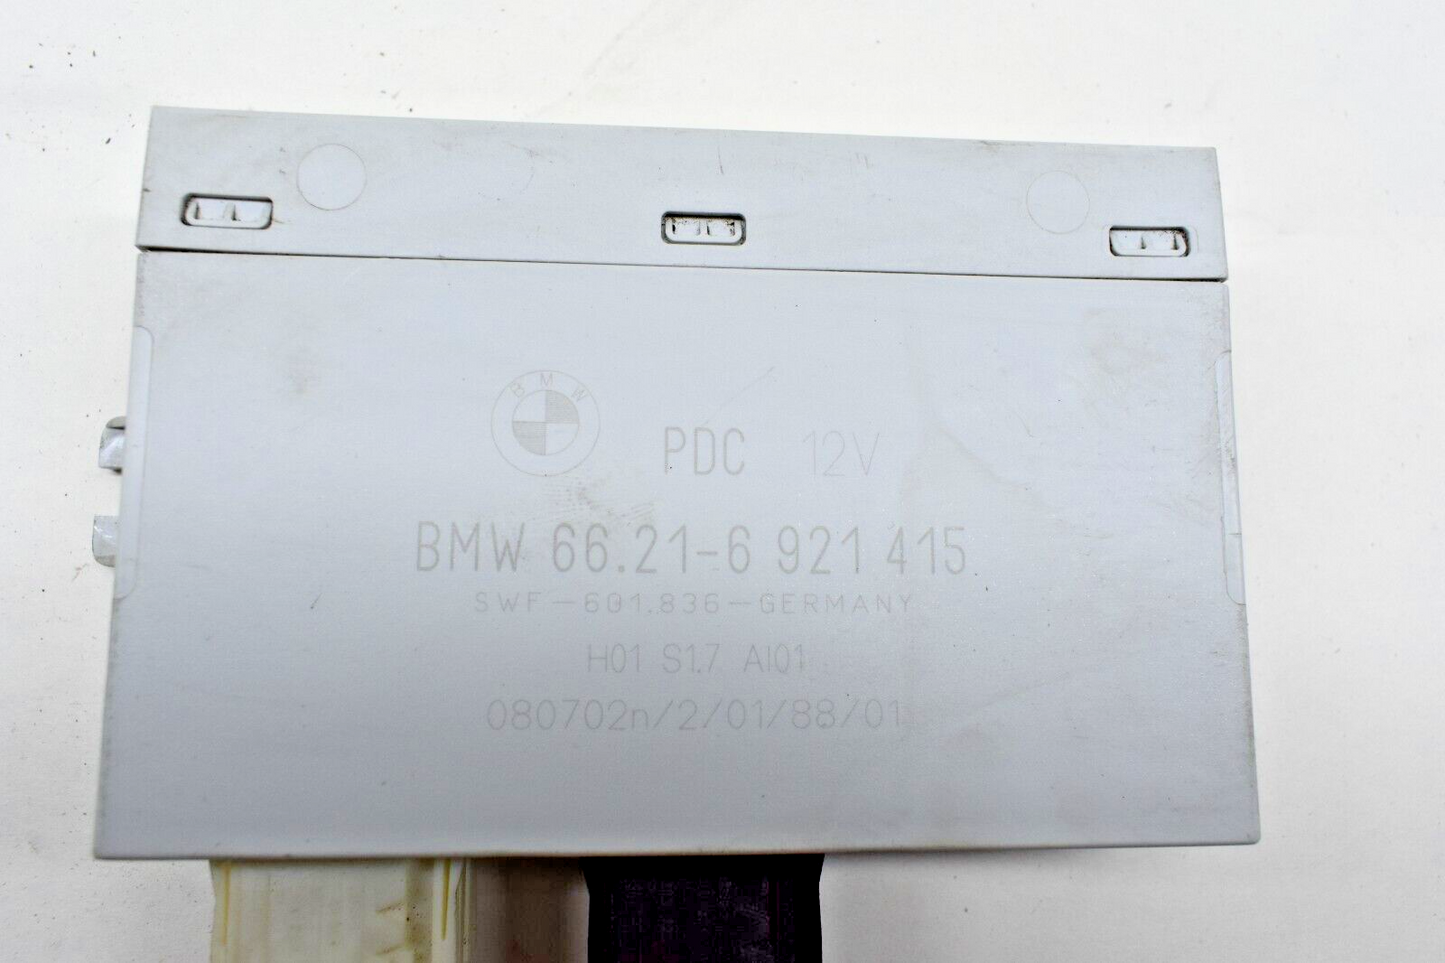 BMW
PDC 12V
BMW 66.21-6 921 415
SWF-601.836-GERMANY
H01 S1.7 AI01
080702n/2/01/88/01